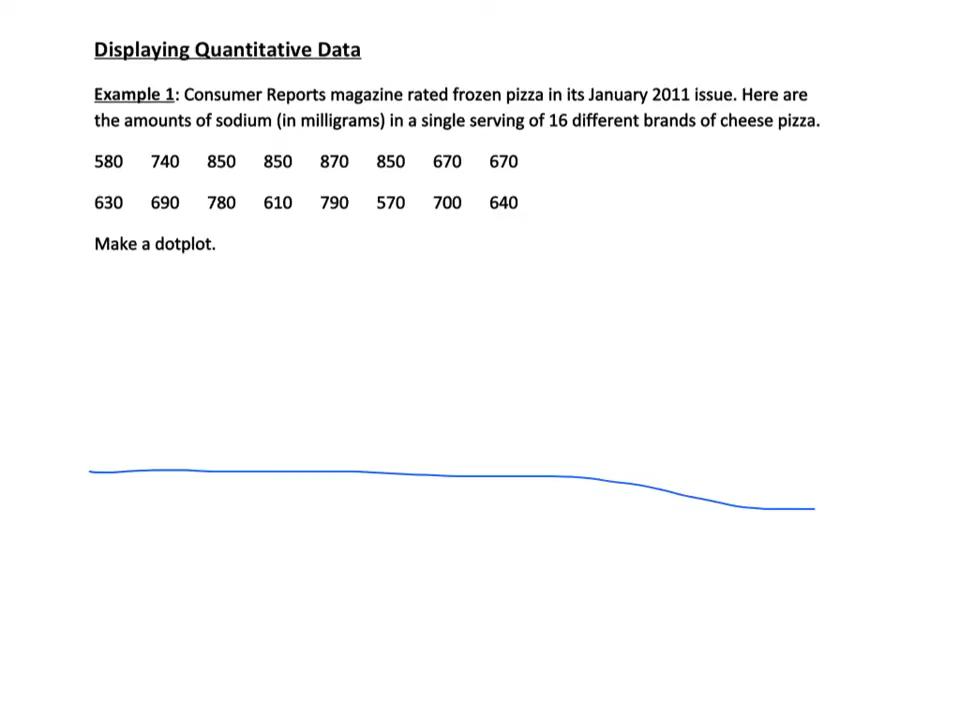 Displaying Quantitative Data
Example 1: Consumer Reports magazine rated frozen pizza in its January 2011 issue. Here are
the amounts of sodium (in milligrams) in a single serving of 16 different brands of cheese pizza.
580 740 850 850 870 850 670 670
630 690 780 610 790 570 700 640
Make a dotplot.